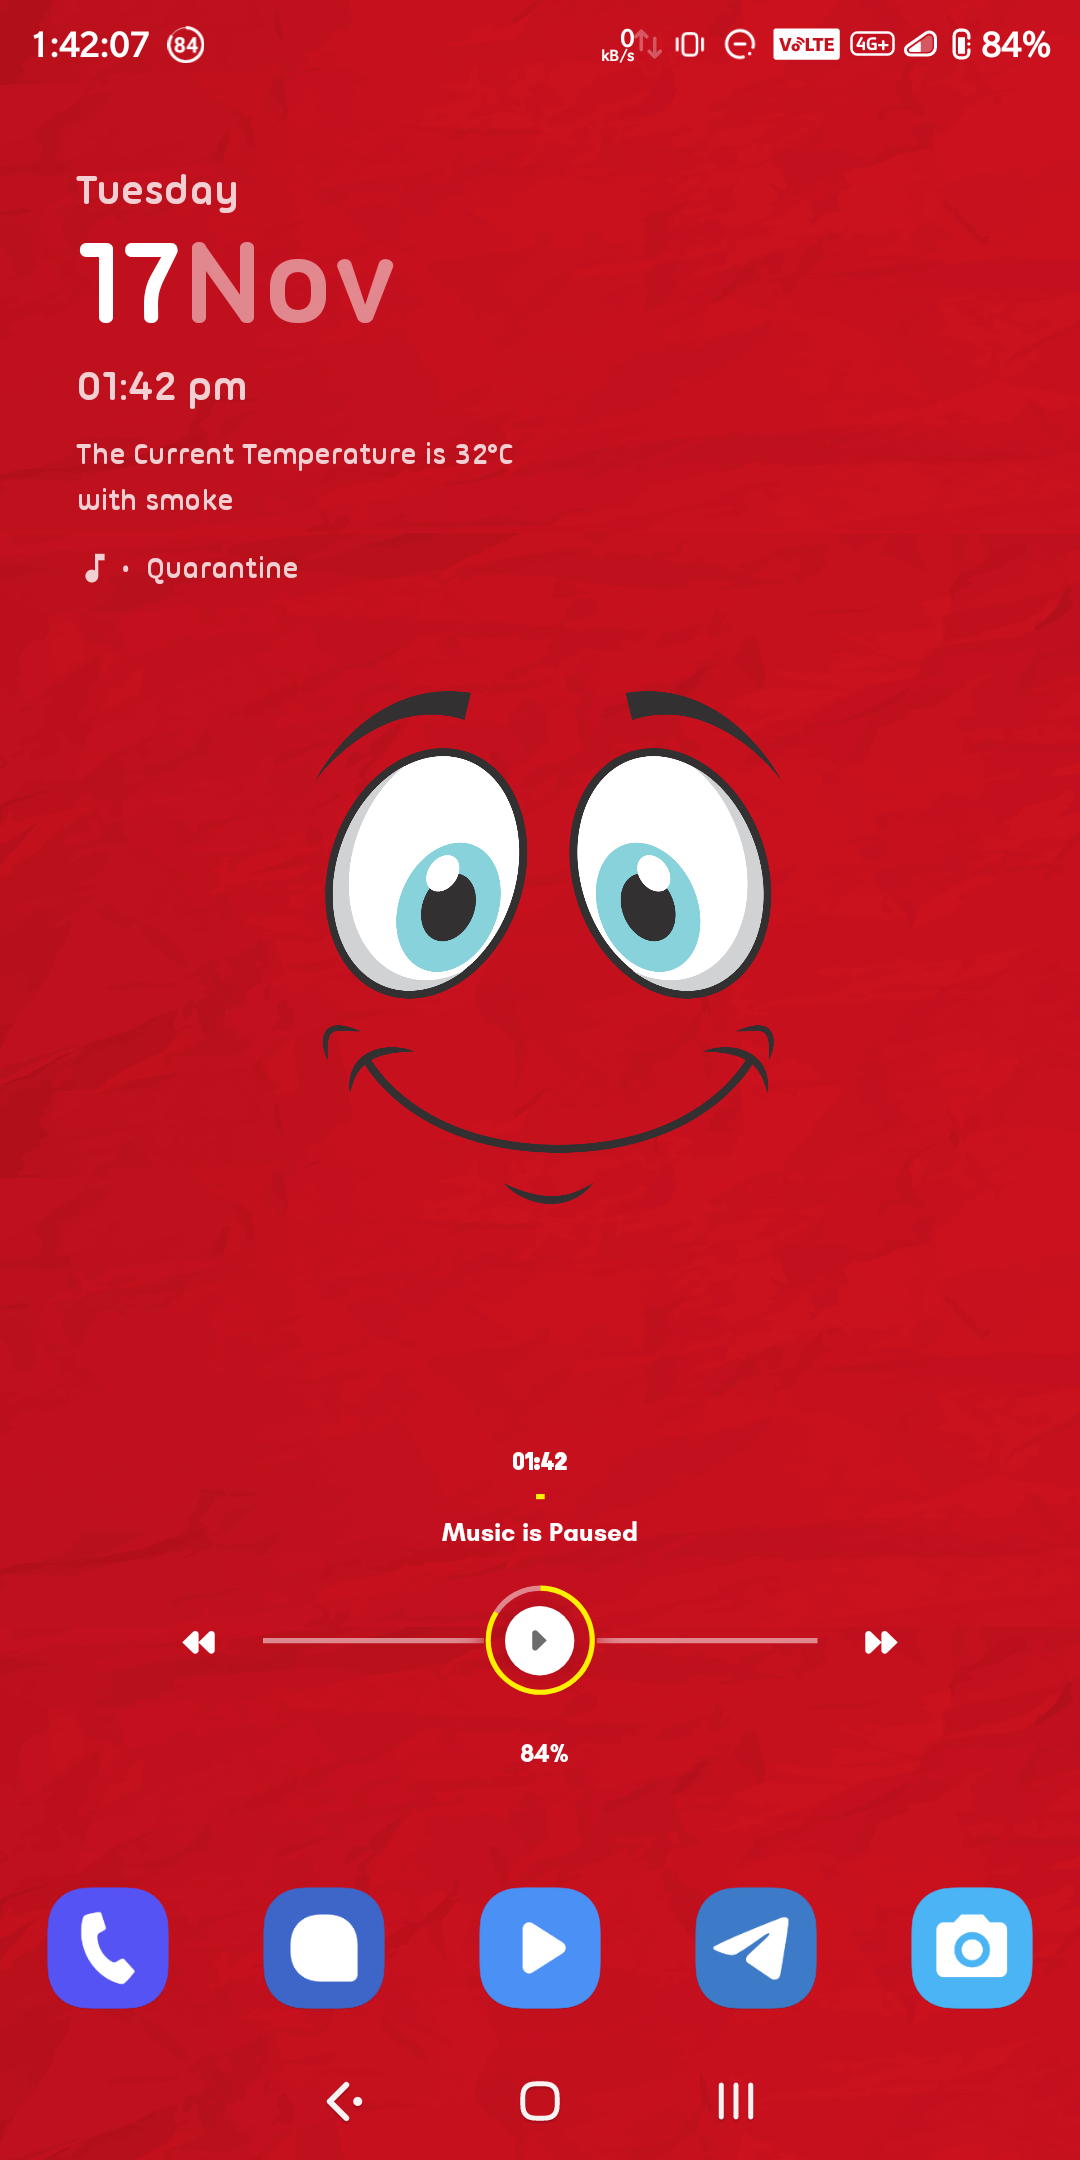 1:42:07 84 0 kB/s VoLTE 4G+ 84%
Tuesday
17Nov
01:42 pm
The Current Temperature is 32°C
with smoke
• Quarantine
01:42
-
Music is Paused
84%